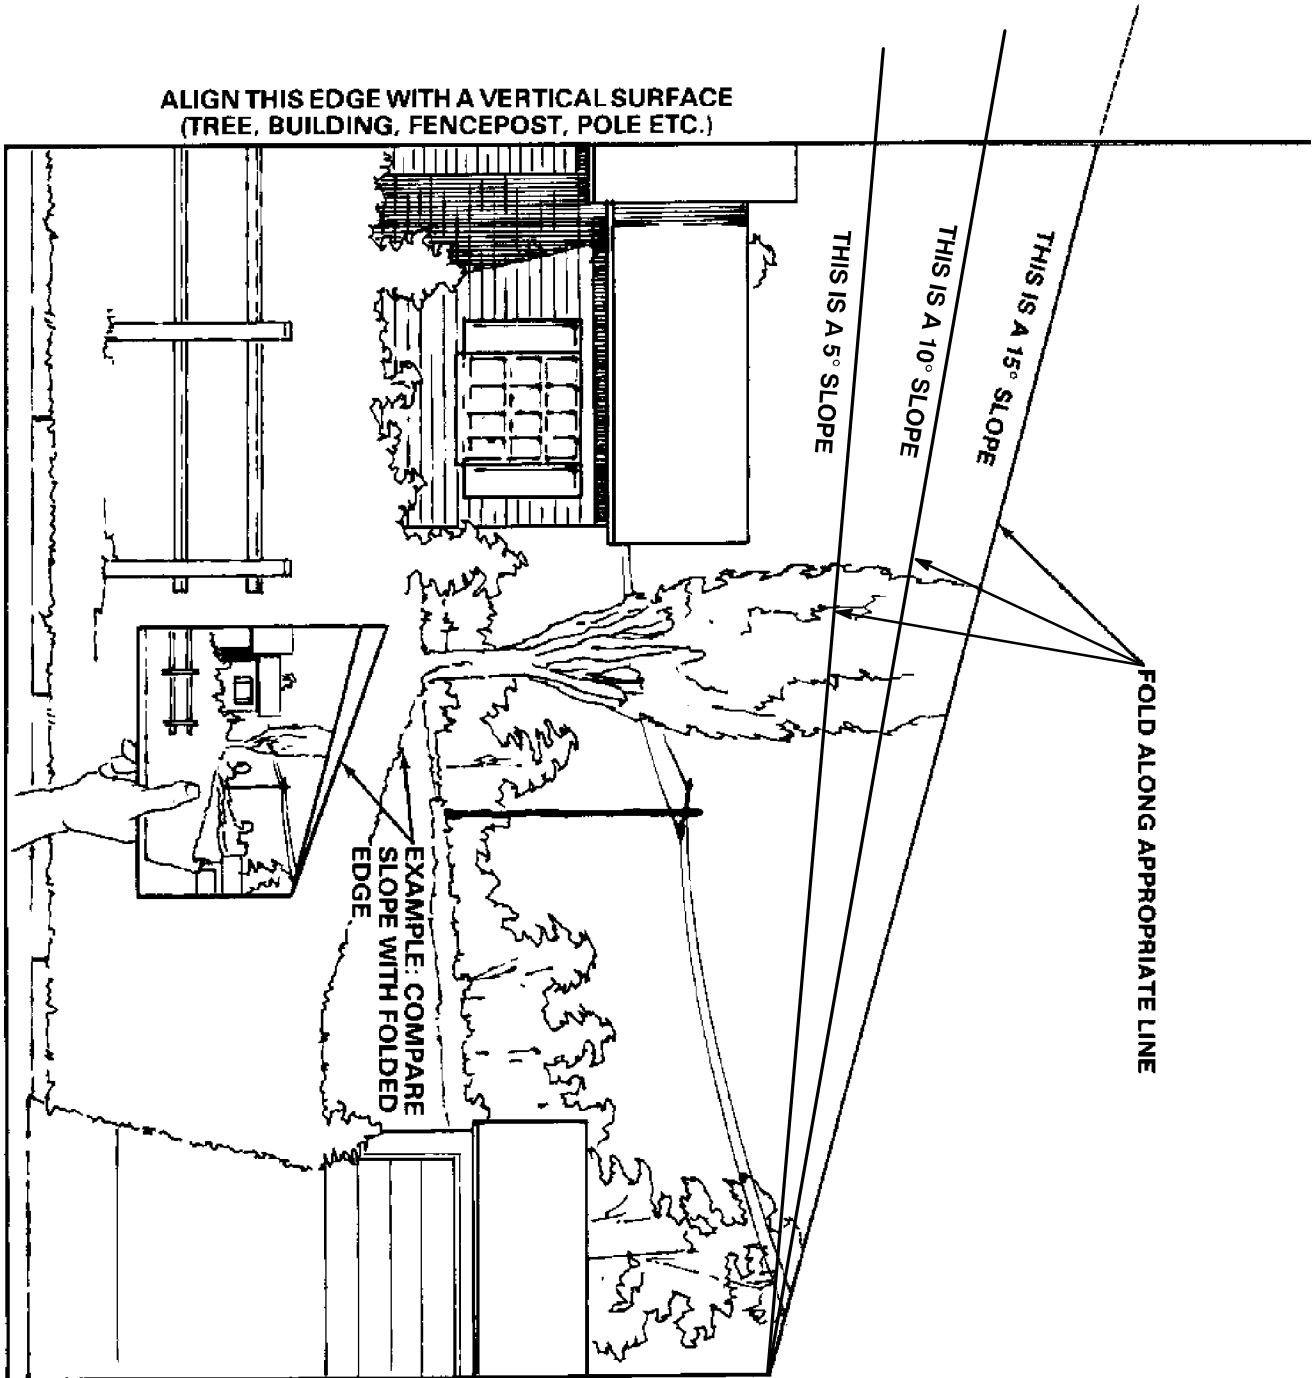 ALIGN THIS EDGE WITH A VERTICAL SURFACE
(TREE, BUILDING, FENCEPOST, POLE ETC.)
THIS IS A 5° SLOPE
THIS IS A 10° SLOPE
THIS IS A 15° SLOPE
FOLD ALONG APPROPRIATE LINE
EXAMPLE: COMPARE
SLOPE WITH FOLDED
EDGE